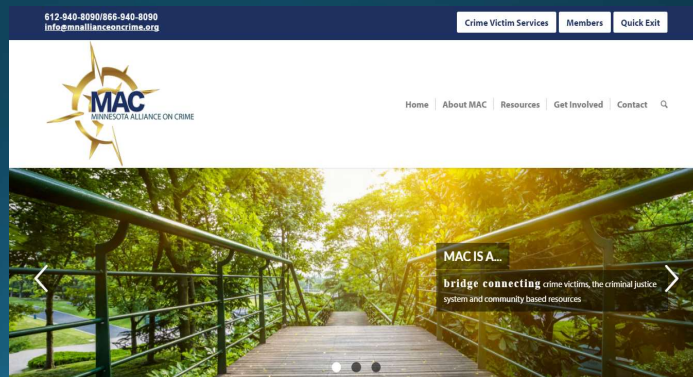 612-940-8090/866-940-8090
info@mnallianceoncrime.org
Crime Victim Services
Members
Quick Exit
MAC
MINNESOTA ALLIANCE ON CRIME
Home
About MAC
Resources
Get Involved
Contact
MAC IS A...
bridge connecting crime victims, the criminal justice
system and community based resources